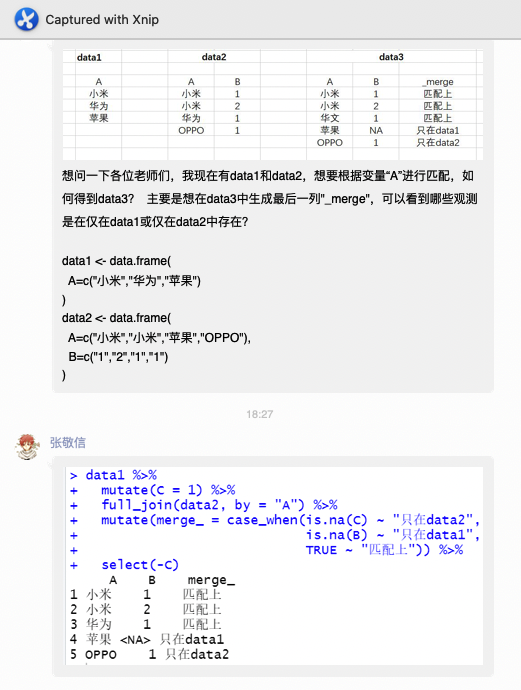 Captured with Xnip
data1 data2 data3
A A B A B _merge
小米 小米 1 小米 1 匹配上
华为 小米 2 小米 2 匹配上
苹果 华为 1 华文 1 匹配上
OPPO 1 苹果 NA 只在data1
OPPO 1 只在data2
想问一下各位老师们，我现在有data1和data2，想要根据变量“A”进行匹配，如
何得到data3？ 主要是想在data3中生成最后一列"_merge"，可以看到哪些观测
是在仅在data1或仅在data2中存在？
data1 <- data.frame(
A=c("小米","华为","苹果")
)
data2 <- data.frame(
A=c("小米","小米","苹果","OPPO"),
B=c("1","2","1","1")
)
18:27
张敬信
> data1 %>%
+ mutate(C = 1) %>%
+ full_join(data2, by = "A") %>%
+ mutate(merge_ = case_when(is.na(C) ~ "只在data2",
+ is.na(B) ~ "只在data1",
+ TRUE ~ "匹配上")) %>%
+ select(-C)
A B merge_
1 小米 1 匹配上
2 小米 2 匹配上
3 华为 1 匹配上
4 苹果 <NA> 只在data1
5 OPPO 1 只在data2